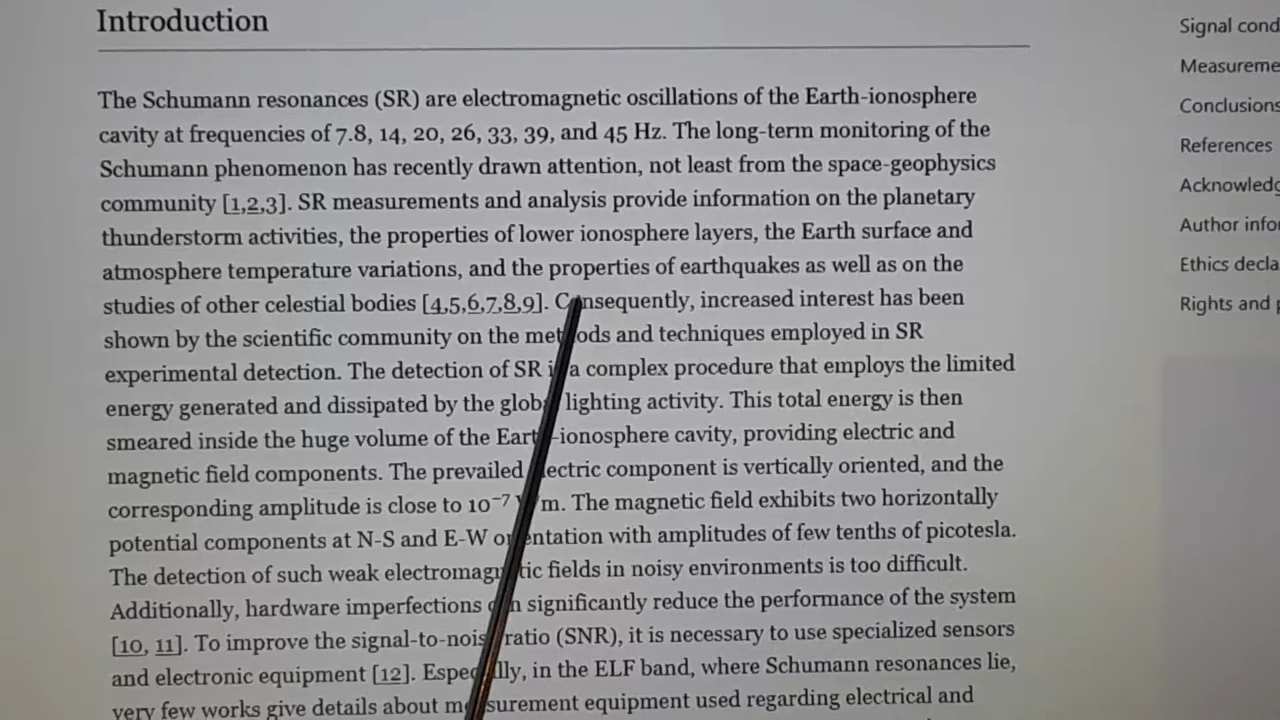 Introduction
The Schumann resonances (SR) are electromagnetic oscillations of the Earth-ionosphere
cavity at frequencies of 7.8, 14, 20, 26, 33, 39, and 45 Hz. The long-term monitoring of the
Schumann phenomenon has recently drawn attention, not least from the space-geophysics
community [1,2,3]. SR measurements and analysis provide information on the planetary
thunderstorm activities, the properties of lower ionosphere layers, the Earth surface and
atmosphere temperature variations, and the properties of earthquakes as well as on the
studies of other celestial bodies [4,5,6,7,8,9]. Consequently, increased interest has been
shown by the scientific community on the methods and techniques employed in SR
experimental detection. The detection of SR is a complex procedure that employs the limited
energy generated and dissipated by the global lighting activity. This total energy is then
smeared inside the huge volume of the Earth-ionosphere cavity, providing electric and
magnetic field components. The prevailed electric component is vertically oriented, and the
corresponding amplitude is close to 10⁻⁷ V/m. The magnetic field exhibits two horizontally
potential components at N-S and E-W orientation with amplitudes of few tenths of picotesla.
The detection of such weak electromagnetic fields in noisy environments is too difficult.
Additionally, hardware imperfections can significantly reduce the performance of the system
[10, 11]. To improve the signal-to-noise ratio (SNR), it is necessary to use specialized sensors
and electronic equipment [12]. Especially, in the ELF band, where Schumann resonances lie,
very few works give details about measurement equipment used regarding electrical and
Signal cond
Measureme
Conclusions
References
Acknowledg
Author infor
Ethics decla
Rights and p